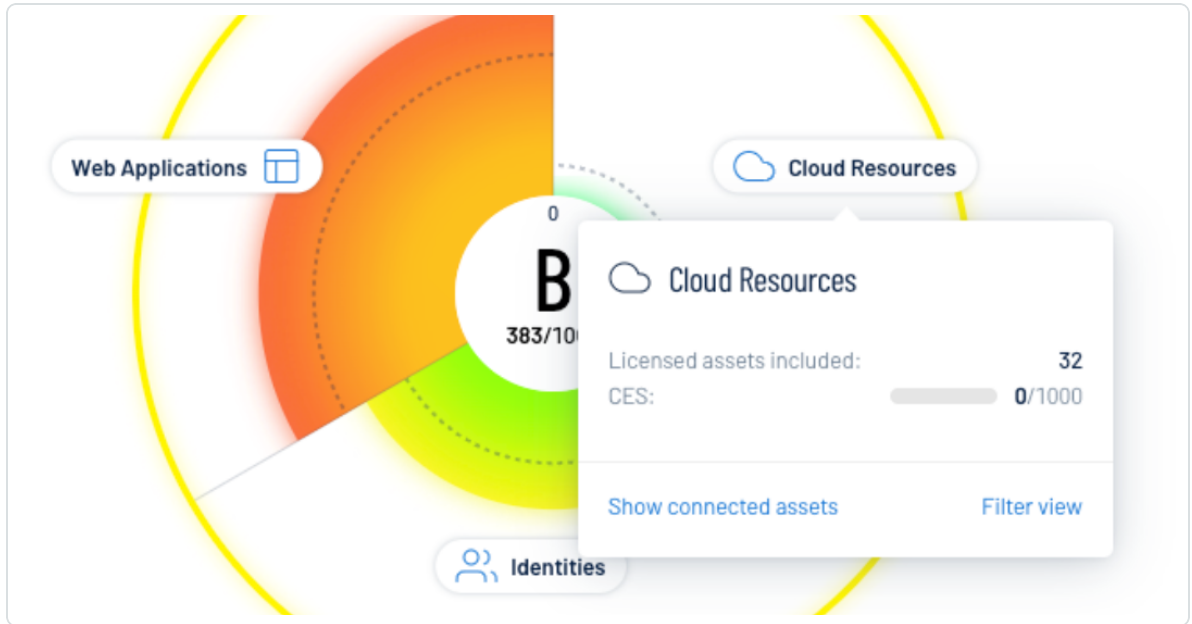 Web Applications
Cloud Resources
0
B
383/10
Cloud Resources
Licensed assets included: 32
CES: 0/1000
Show connected assets Filter view
Identities